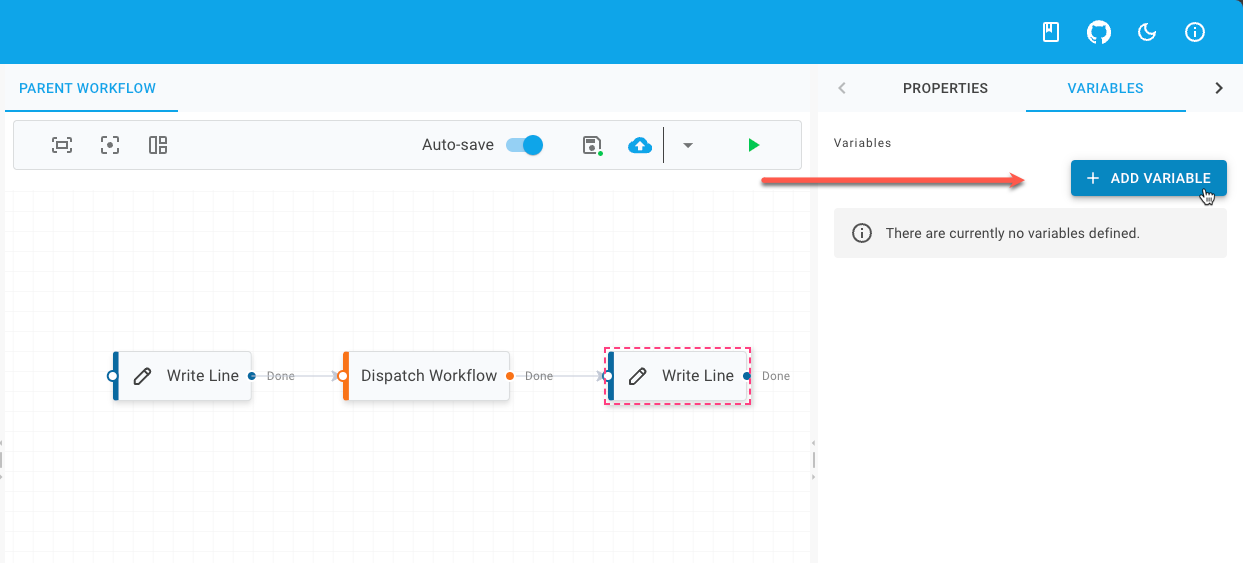 PARENT WORKFLOW
PROPERTIES
VARIABLES
Auto-save
Variables
ADD VARIABLE
There are currently no variables defined.
Write Line
Done
Dispatch Workflow
Done
Write Line
Done